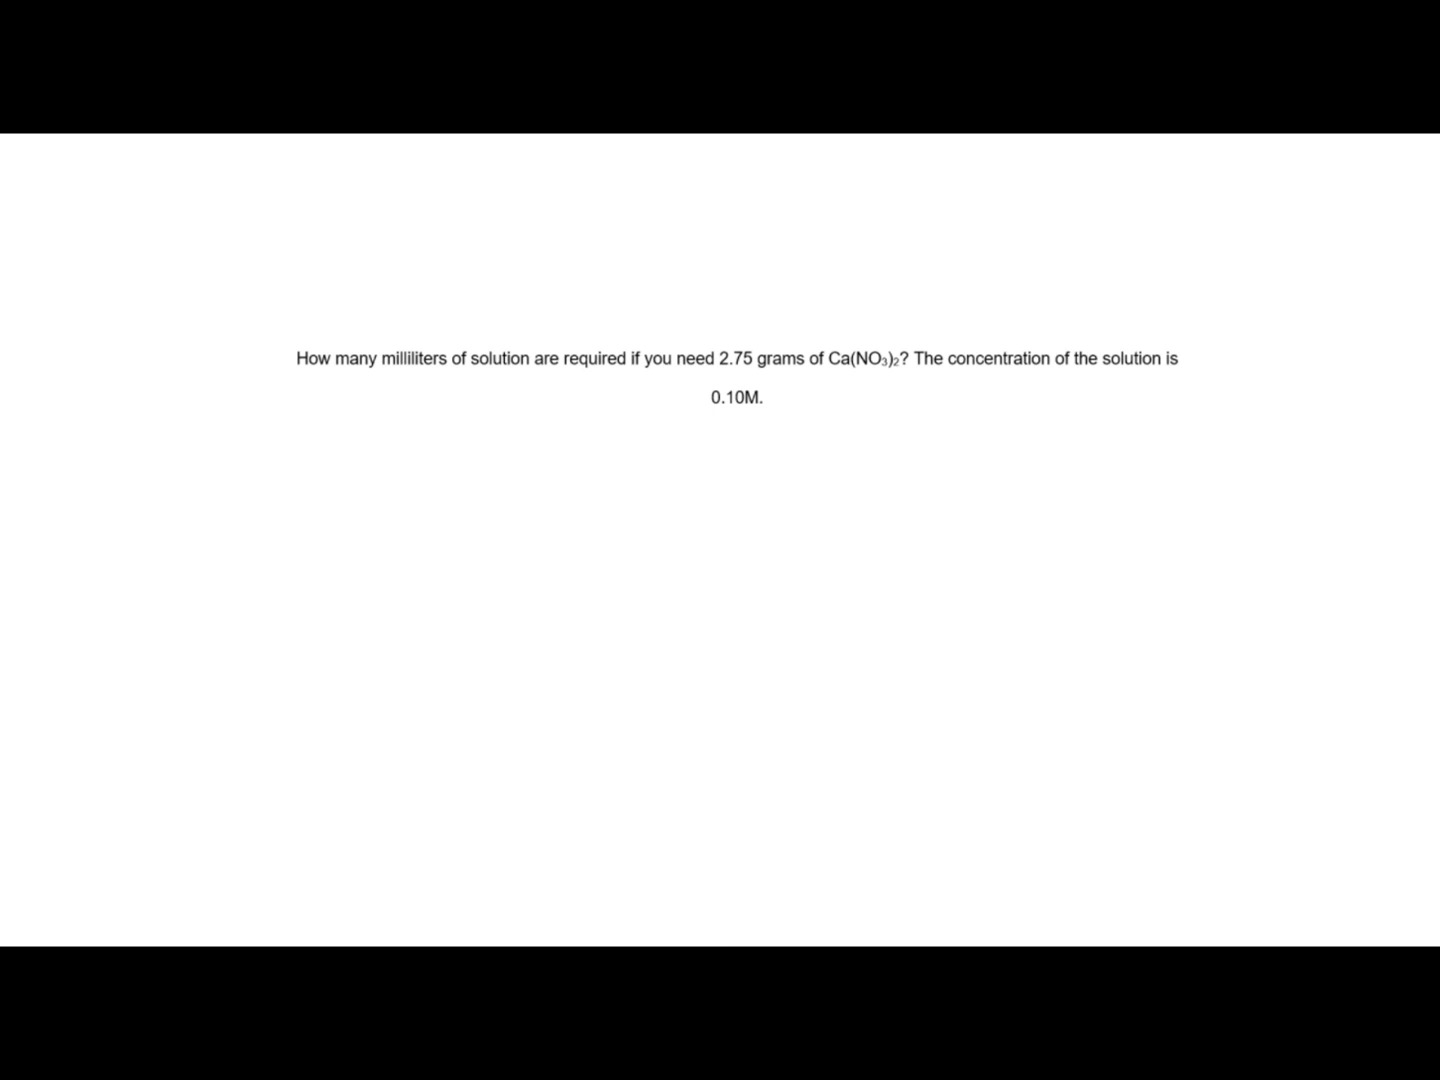 How many milliliters of solution are required if you need 2.75 grams of Ca(NO₃)₂? The concentration of the solution is
0.10M.